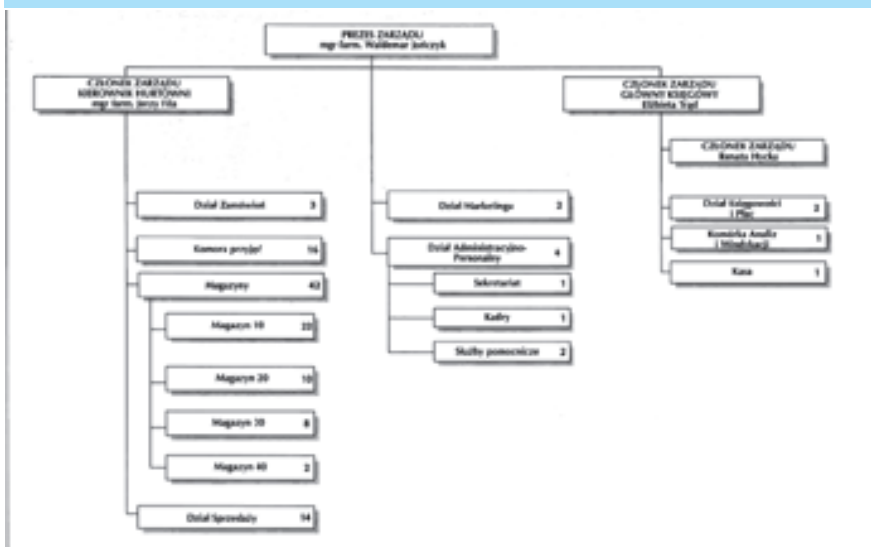 PREZES ZARZĄDU
mgr farm. Waldemar Jończyk
CZŁONEK ZARZĄDU
KIEROWNIK HURTOWNI
mgr farm. Jerzy Fila
CZŁONEK ZARZĄDU
GŁÓWNY KSIĘGOWY
Elżbieta
CZŁONEK ZARZĄDU
Renata
Dział Zamówień 3
Komora przyjęć 16
Magazyny 42
Magazyn 10 22
Magazyn 20 10
Magazyn 30 8
Magazyn 40 2
Dział Sprzedaży 14
Dział Marketingu
Dział Administracyjno-
Personalny 4
Sekretariat 1
Kadry 1
Służby pomocnicze 2
Dział Księgowości
i Płac 2
Komórka Analiz
i Windykacji 1
Kasa 1